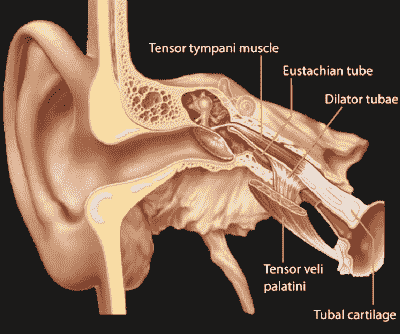 Tensor tympani muscle
Eustachian tube
Dilator tubae
Tensor veli
palatini
Tubal cartilage